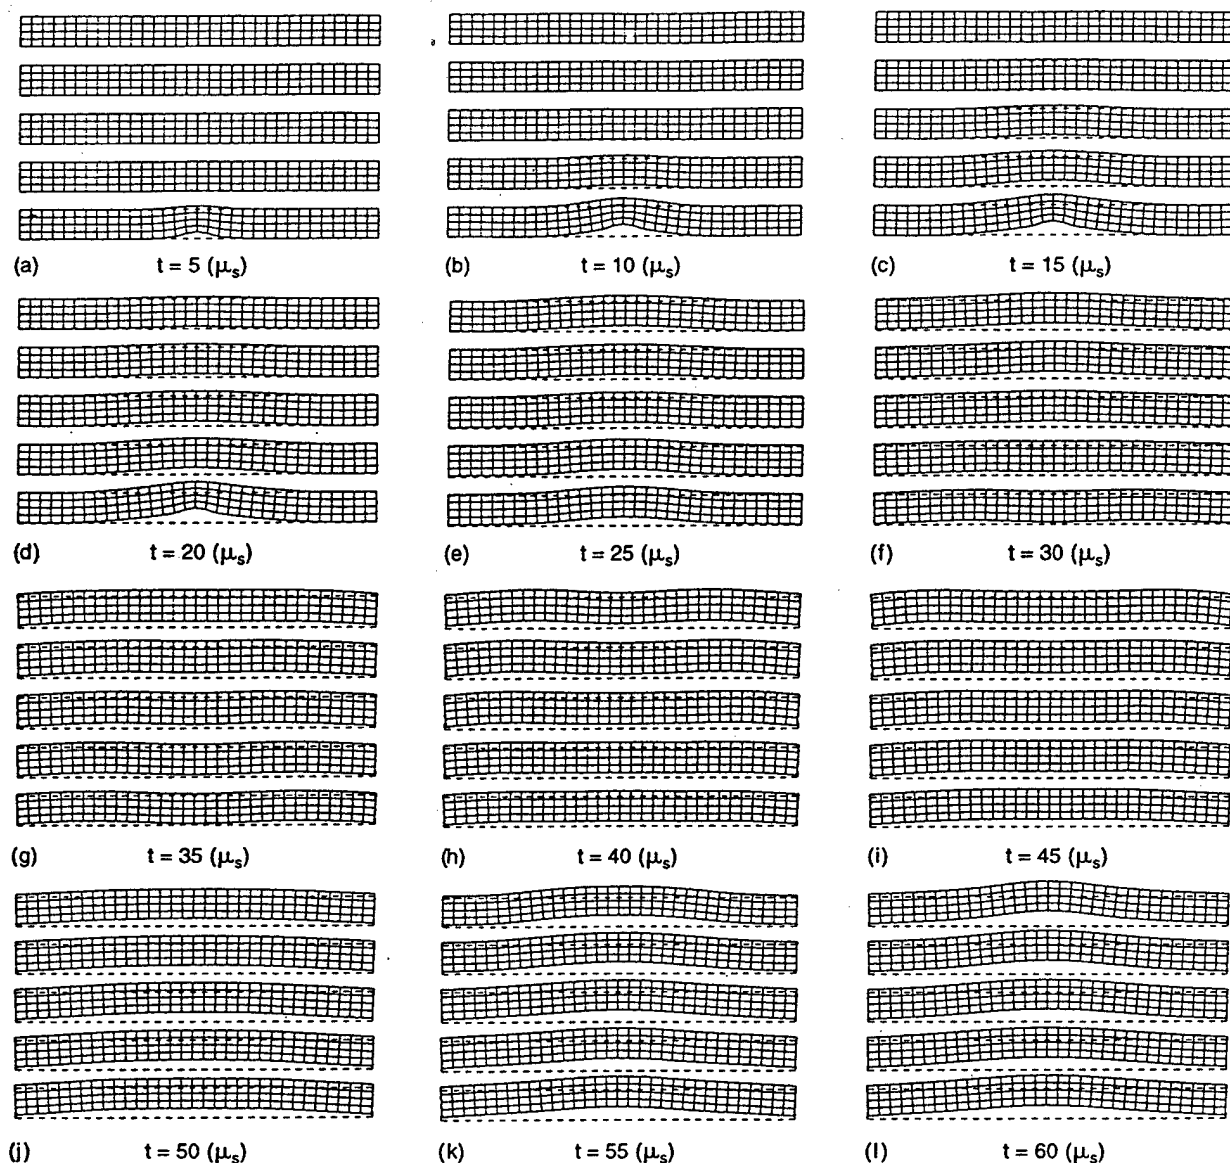 (a) t = 5 (μs)
(b) t = 10 (μs)
(c) t = 15 (μs)
(d) t = 20 (μs)
(e) t = 25 (μs)
(f) t = 30 (μs)
(g) t = 35 (μs)
(h) t = 40 (μs)
(i) t = 45 (μs)
(j) t = 50 (μs)
(k) t = 55 (μs)
(l) t = 60 (μs)